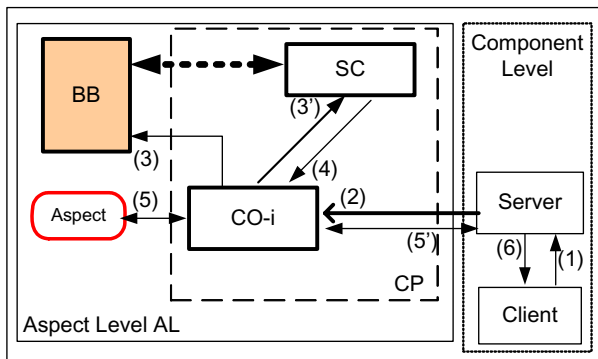 Component
Level
SC
BB
(3')
(3)
(4)
Aspect
(5)
CO-i
(2)
(5')
Server
(6)
(1)
CP
Client
Aspect Level AL